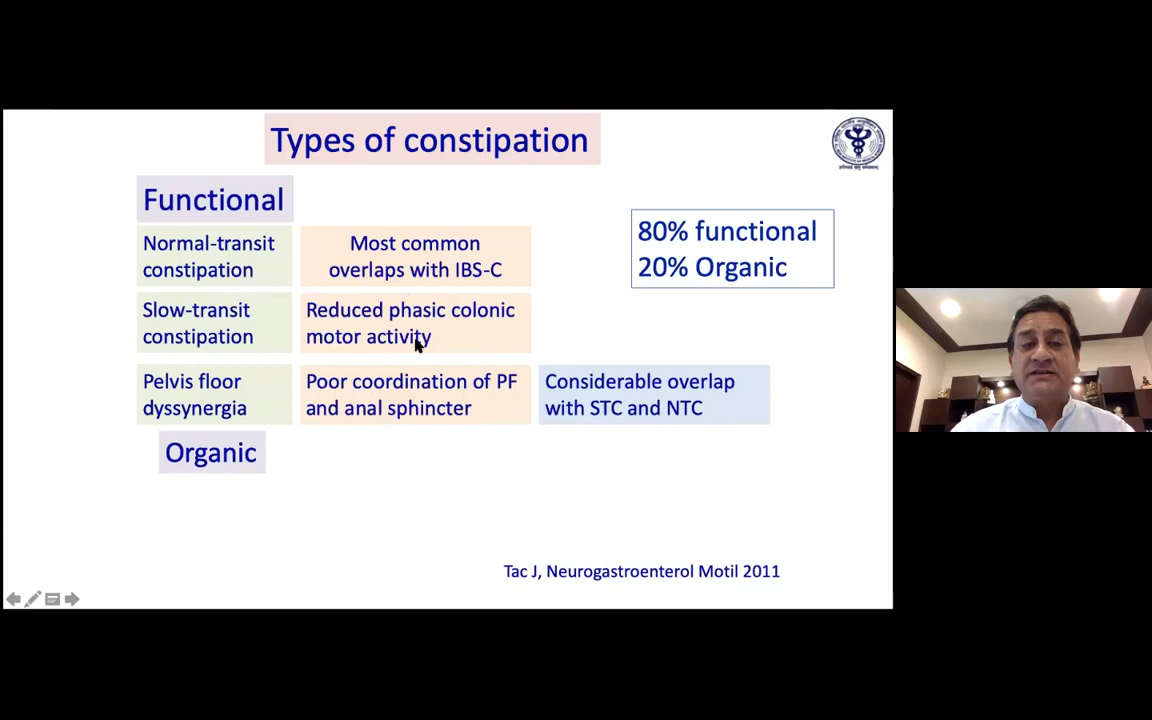 Types of constipation
Functional
Normal-transit
constipation
Most common
overlaps with IBS-C
80% functional
20% Organic
Slow-transit
constipation
Reduced phasic colonic
motor activity
Pelvis floor
dyssynergia
Poor coordination of PF
and anal sphincter
Considerable overlap
with STC and NTC
Organic
Tac J, Neurogastroenterol Motil 2011